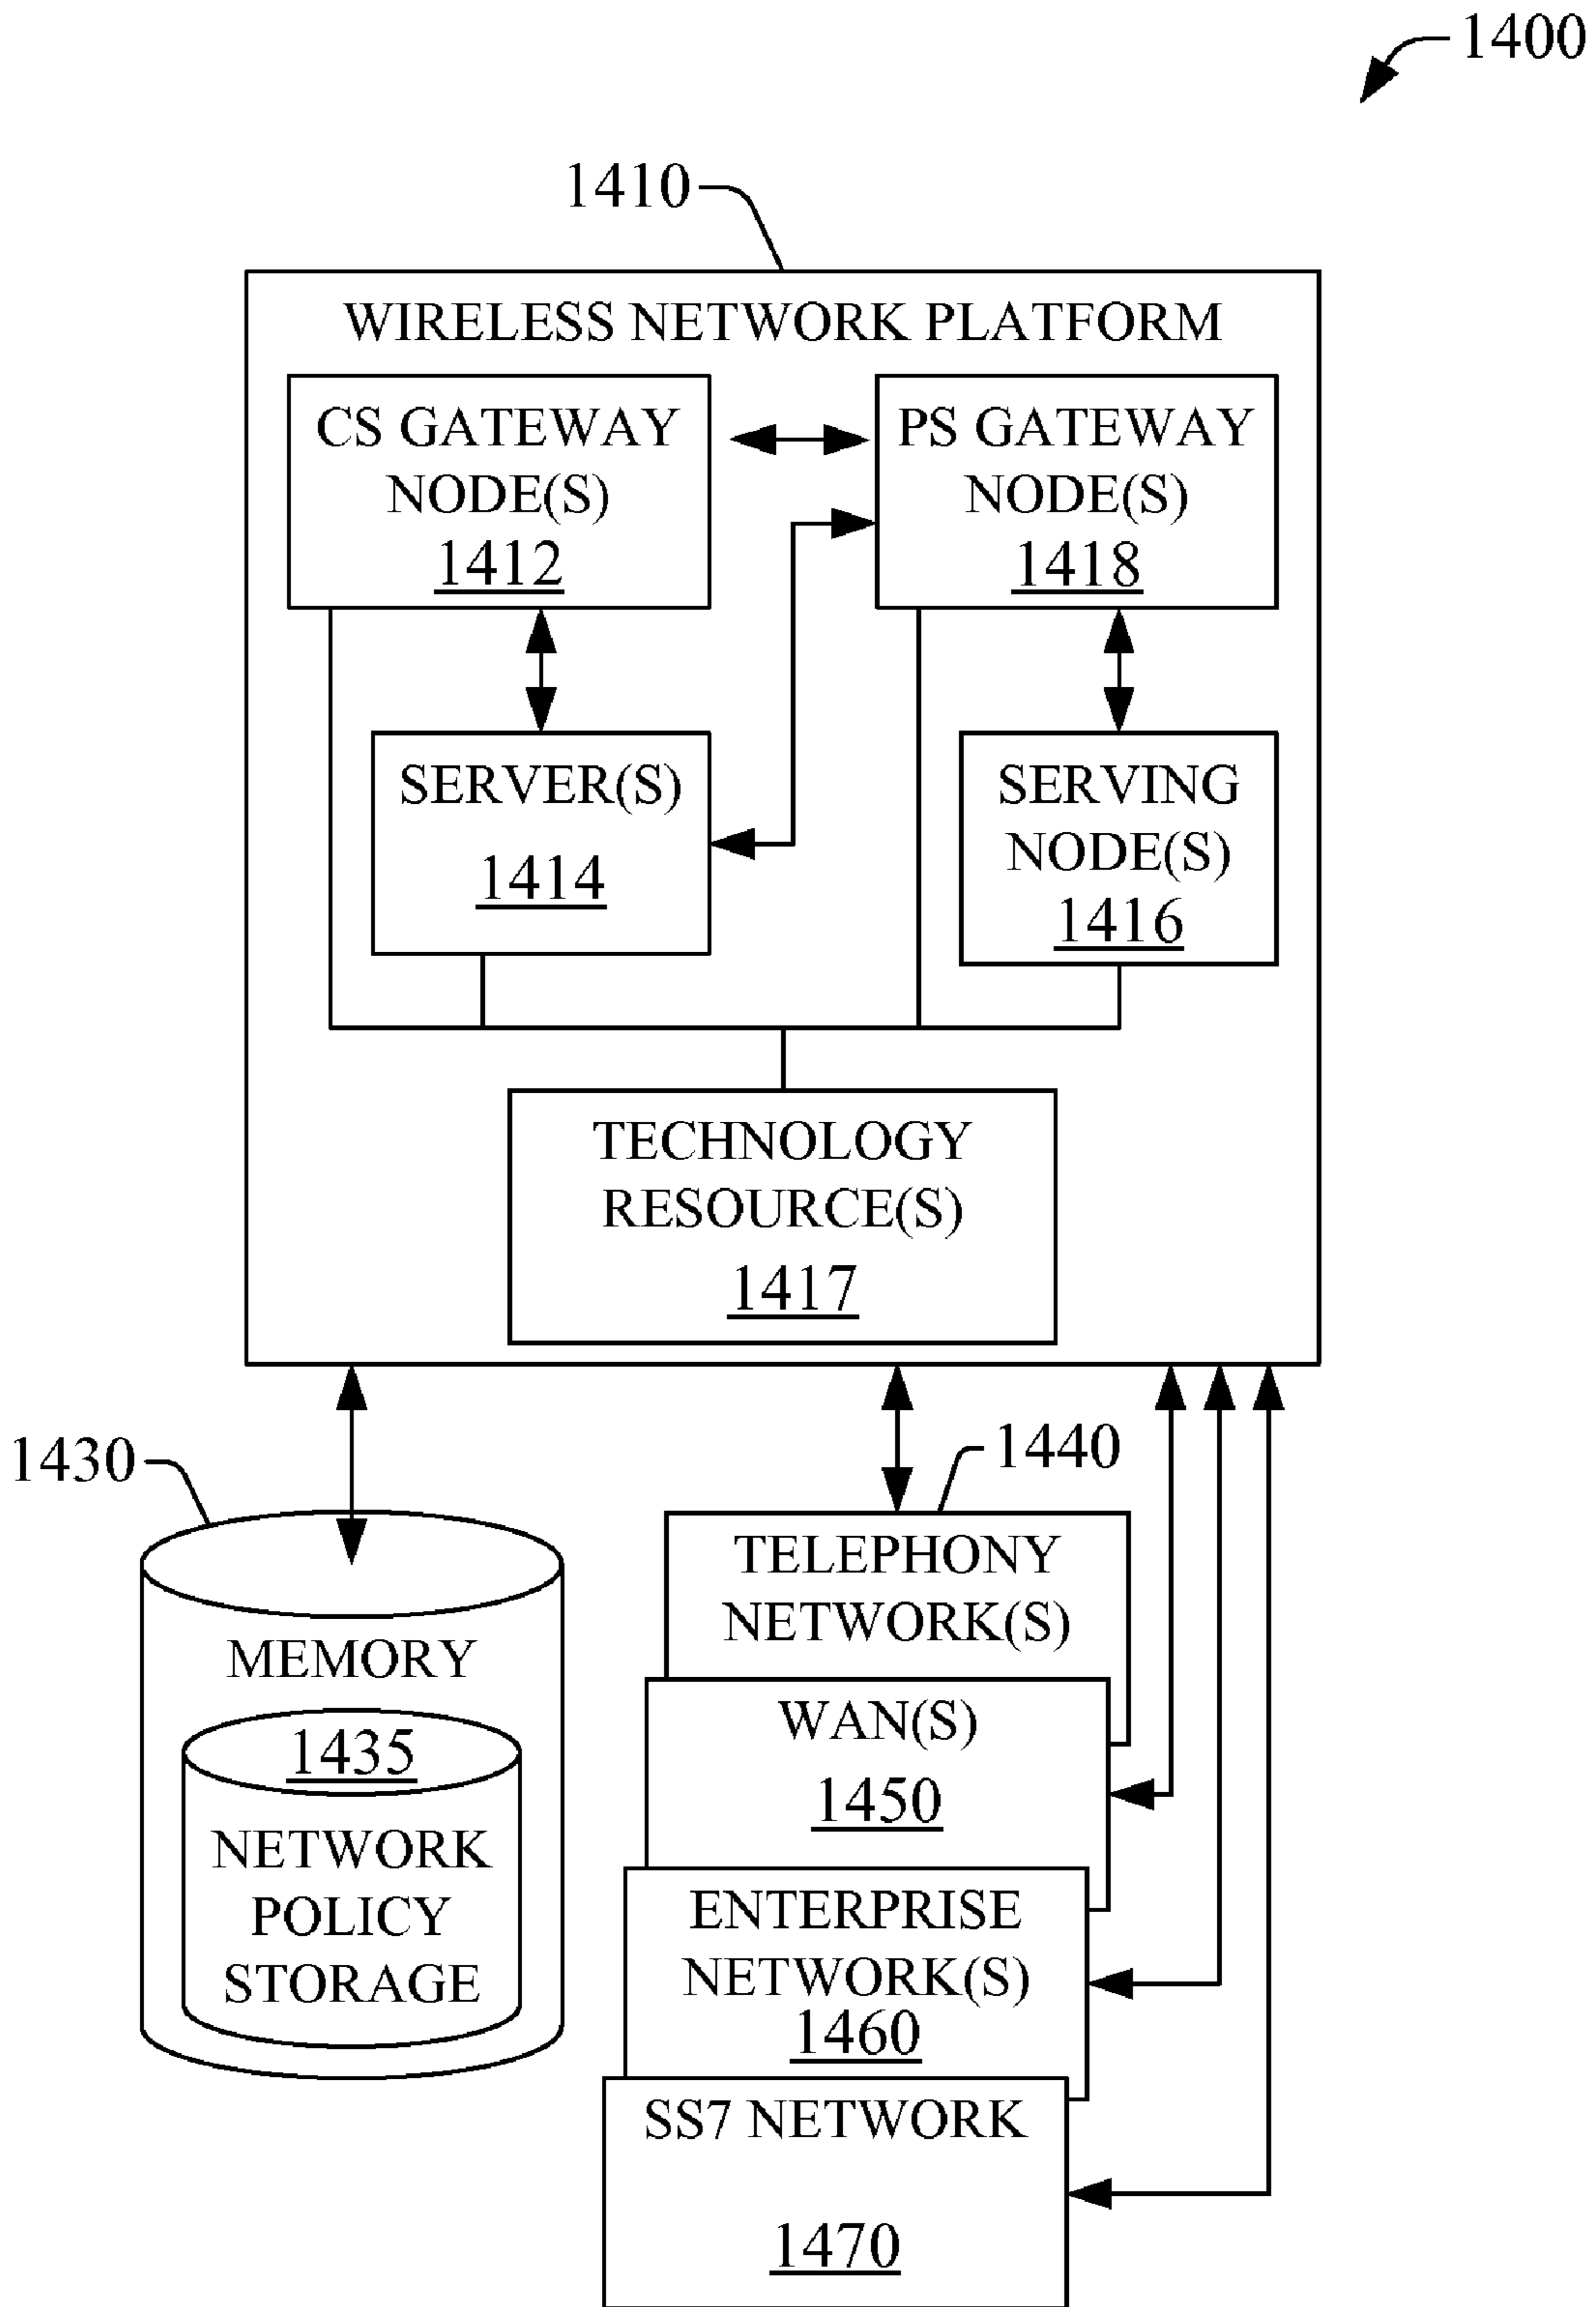 1400
1410
WIRELESS NETWORK PLATFORM
CS GATEWAY
NODE(S)
1412
PS GATEWAY
NODE(S)
1418
SERVER(S)
1414
SERVING
NODE(S)
1416
TECHNOLOGY
RESOURCE(S)
1417
1430
MEMORY
1435
NETWORK
POLICY
STORAGE
1440
TELEPHONY
NETWORK(S)
WAN(S)
1450
ENTERPRISE
NETWORK(S)
1460
SS7 NETWORK
1470